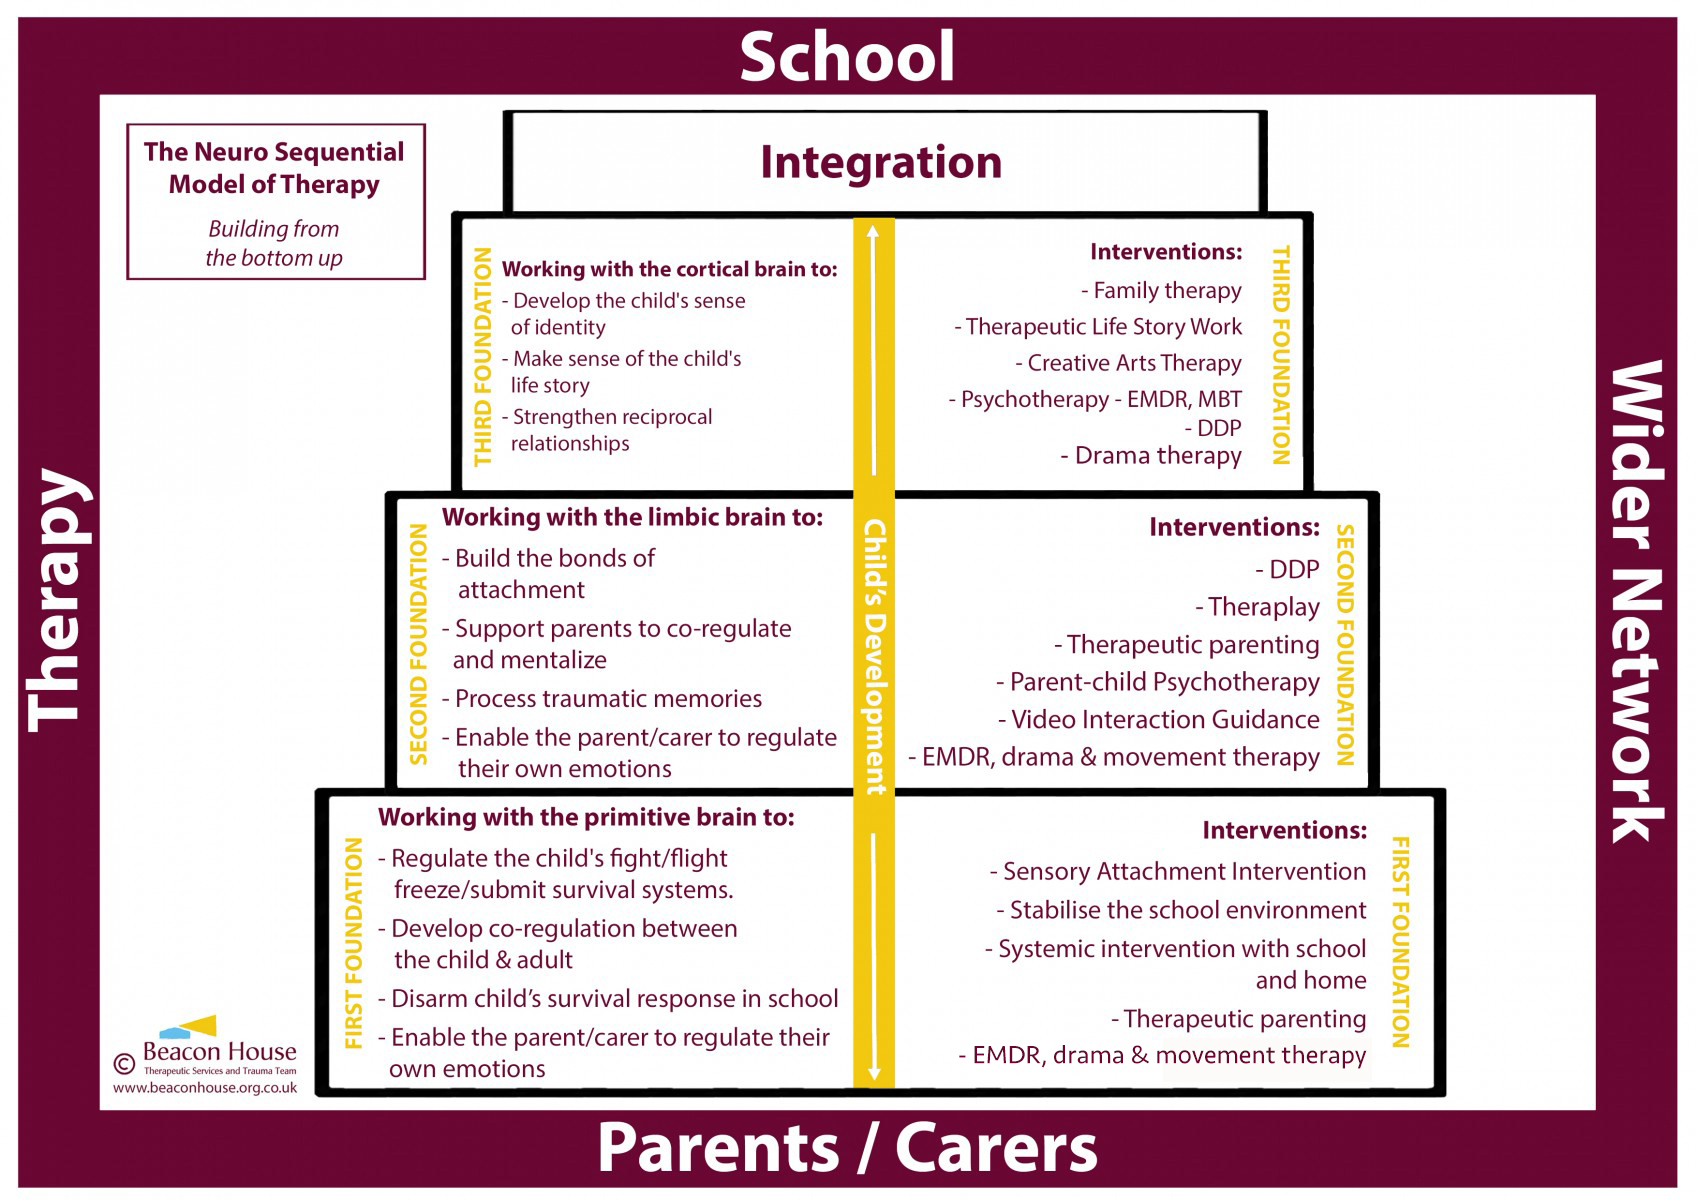 School
The Neuro Sequential
Model of Therapy
Building from
the bottom up
Integration
THIRD FOUNDATION
Working with the cortical brain to:
- Develop the child's sense
of identity
- Make sense of the child's
life story
- Strengthen reciprocal
relationships
Interventions:
- Family therapy
- Therapeutic Life Story Work
- Creative Arts Therapy
- Psychotherapy - EMDR, MBT
- DDP
- Drama therapy
THIRD FOUNDATION
Child's Development
SECOND FOUNDATION
Working with the limbic brain to:
- Build the bonds of
attachment
- Support parents to co-regulate
and mentalize
- Process traumatic memories
- Enable the parent/carer to regulate
their own emotions
Interventions:
- DDP
- Theraplay
- Therapeutic parenting
- Parent-child Psychotherapy
- Video Interaction Guidance
- EMDR, drama & movement therapy
SECOND FOUNDATION
FIRST FOUNDATION
Working with the primitive brain to:
- Regulate the child's fight/flight
freeze/submit survival systems.
- Develop co-regulation between
the child & adult
- Disarm child’s survival response in school
- Enable the parent/carer to regulate their
own emotions
Interventions:
- Sensory Attachment Intervention
- Stabilise the school environment
- Systemic intervention with school
and home
- Therapeutic parenting
- EMDR, drama & movement therapy
FIRST FOUNDATION
Therapy
Wider Network
© Beacon House
Therapeutic Services and Trauma Team
www.beaconhouse.org.co.uk
Parents / Carers